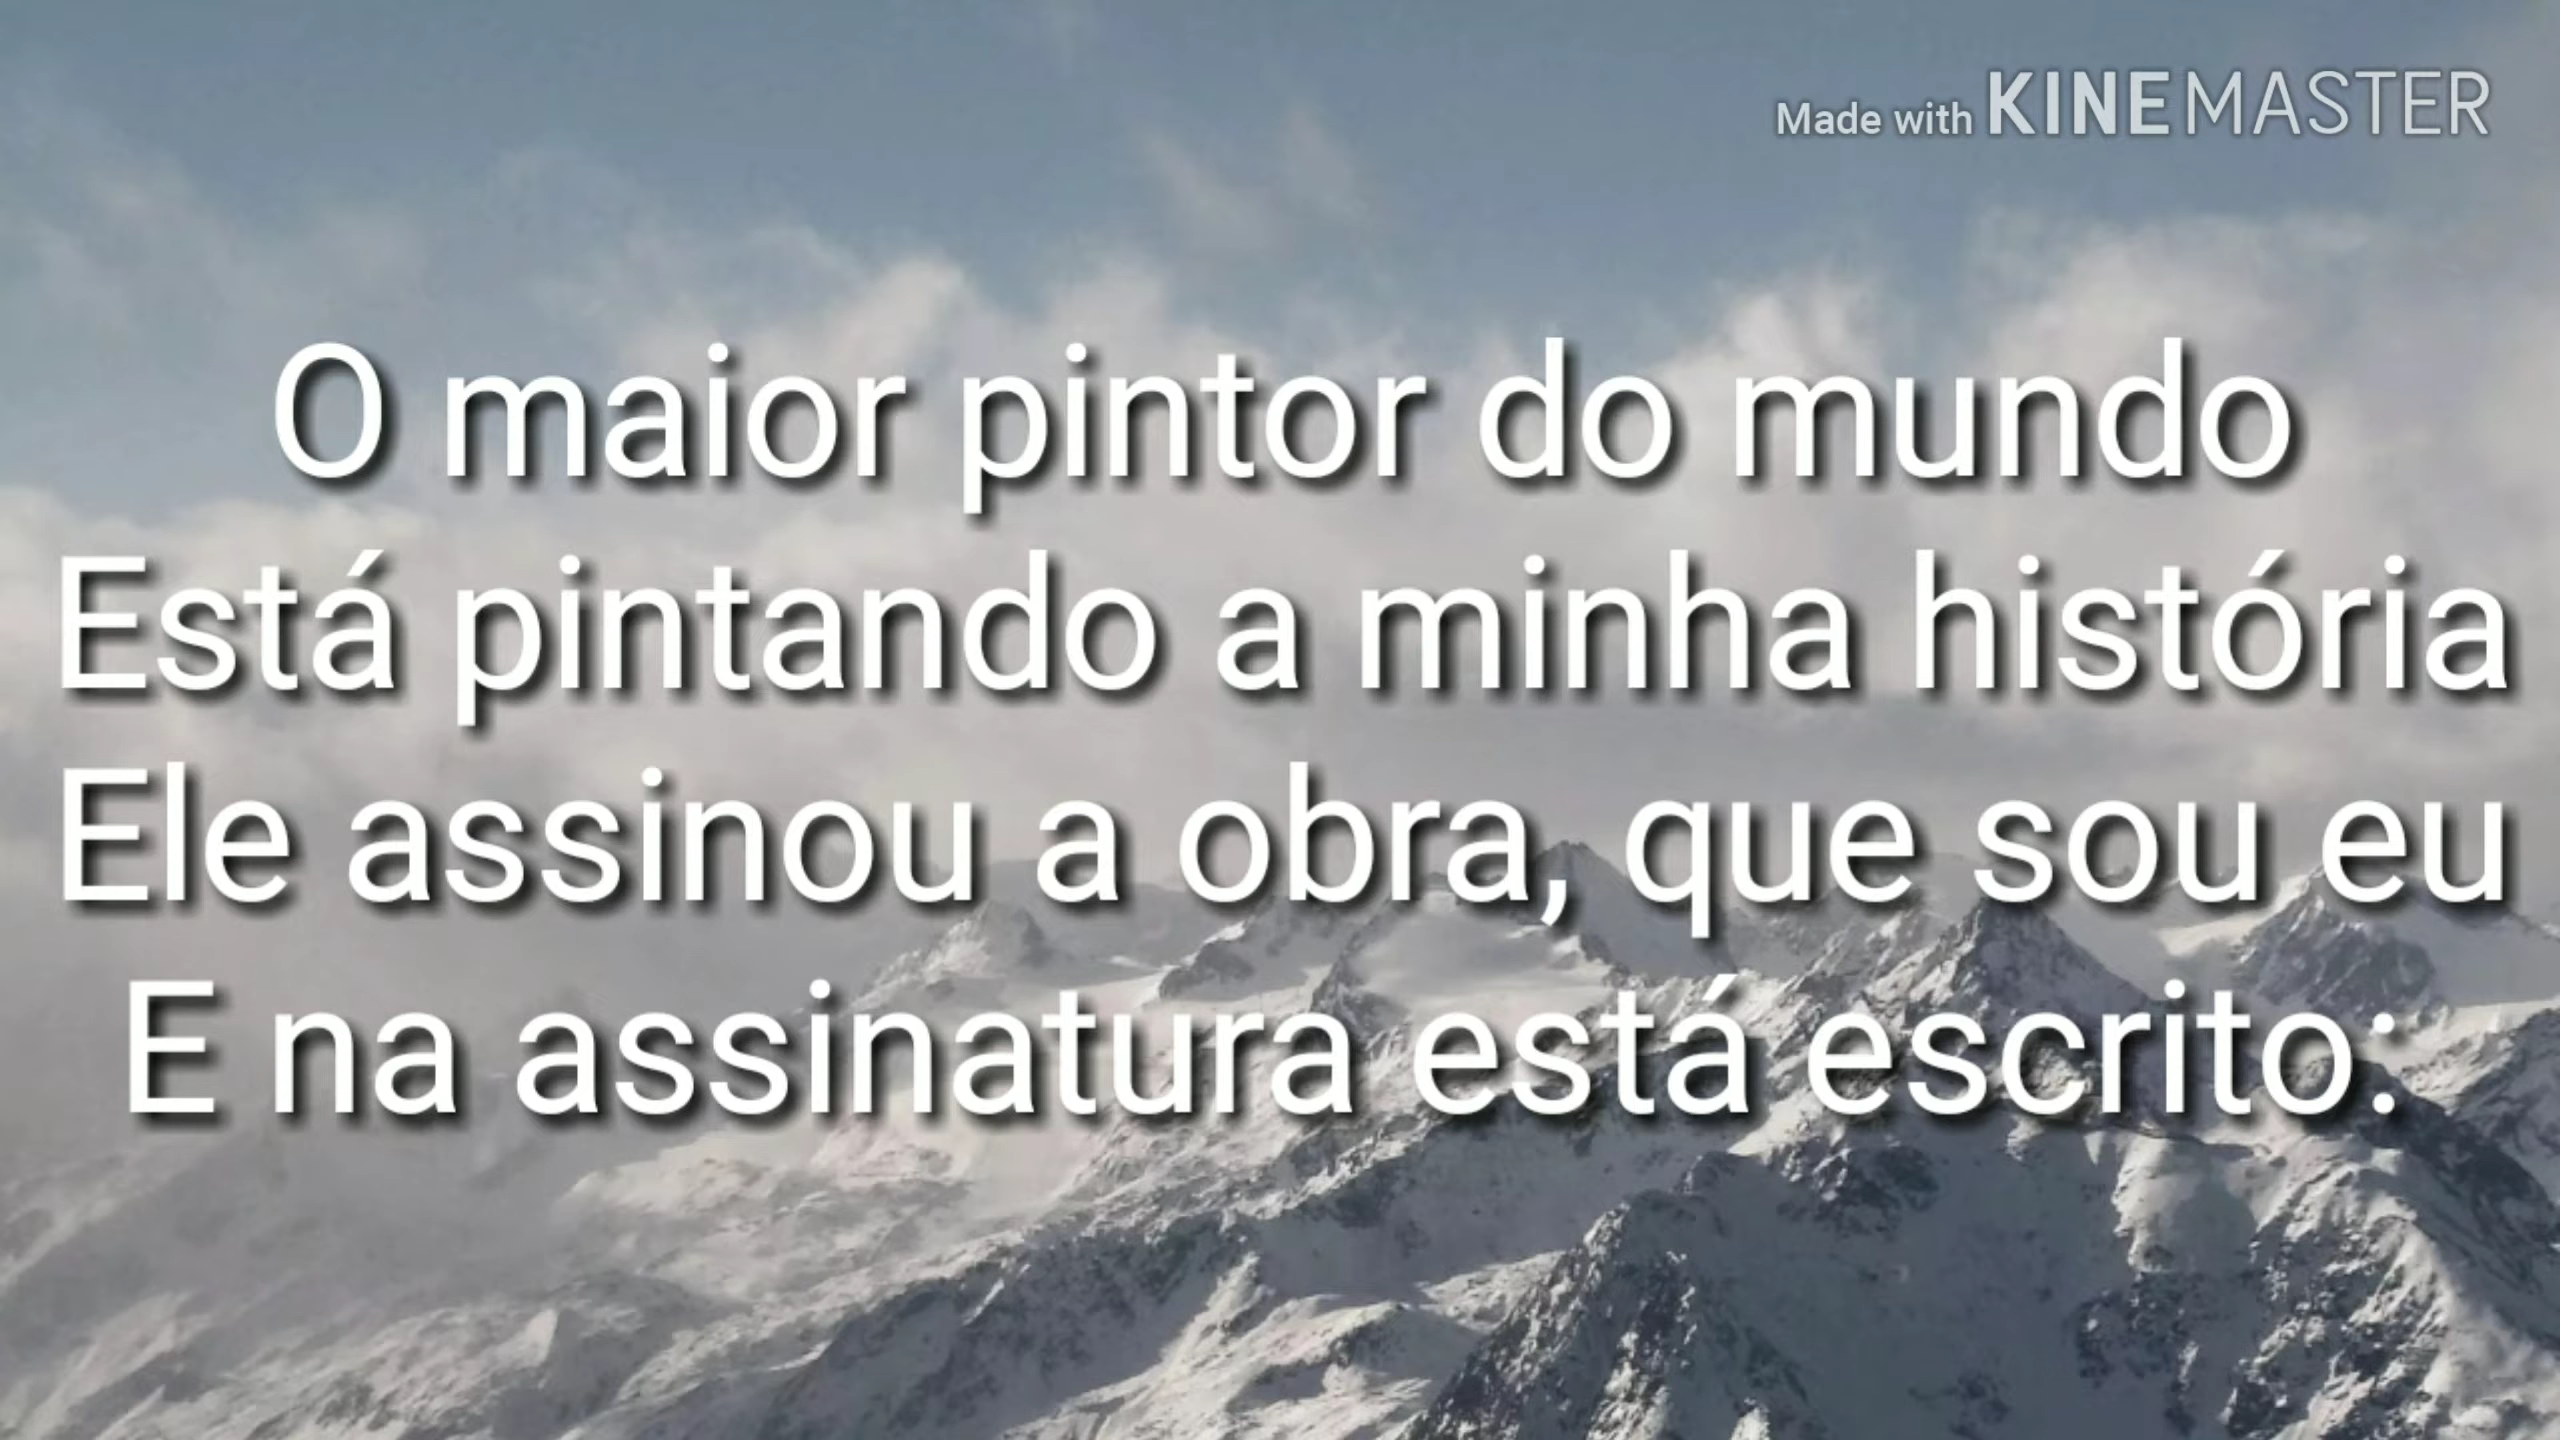 Made with KINEMASTER
O maior pintor do mundo
Está pintando a minha história
Ele assinou a obra, que sou eu
E na assinatura está escrito: